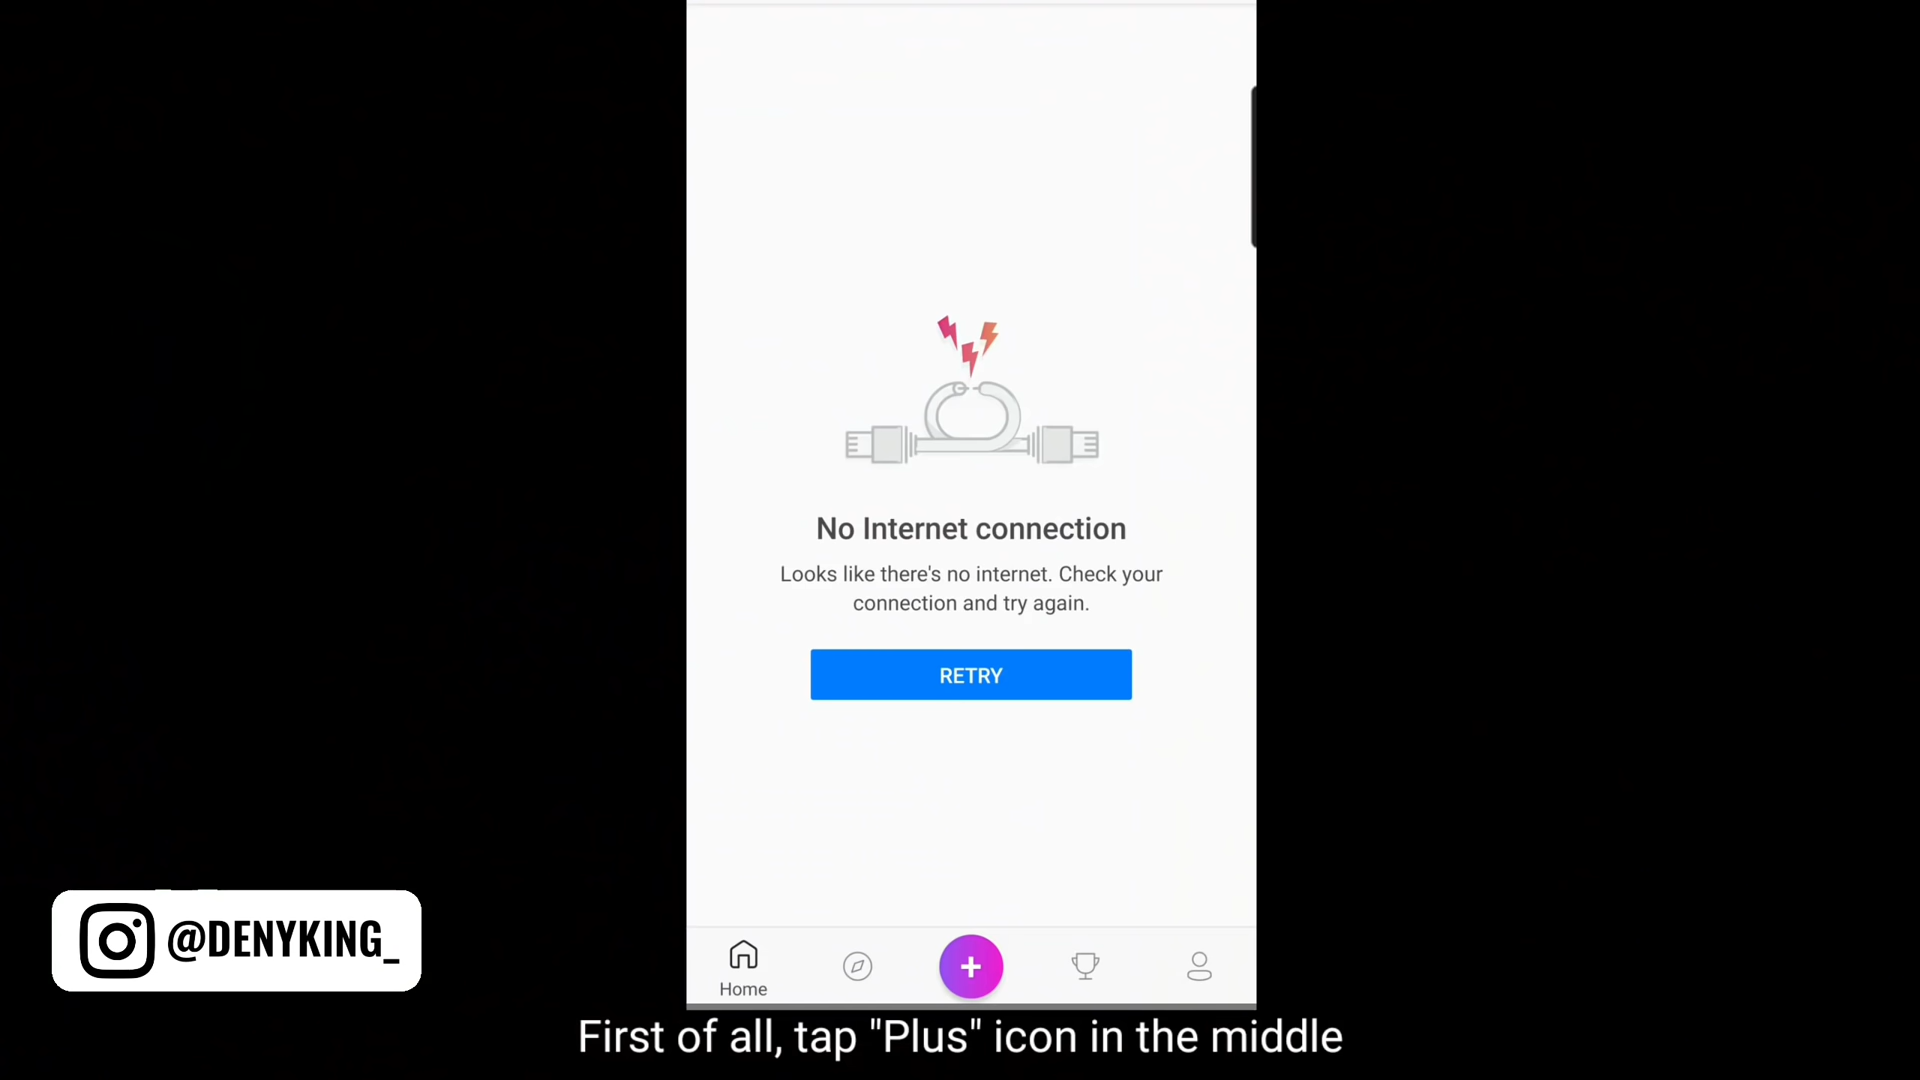 No Internet connection
Looks like there's no internet. Check your
connection and try again.
RETRY
@DENYKING_
Home
First of all, tap "Plus" icon in the middle